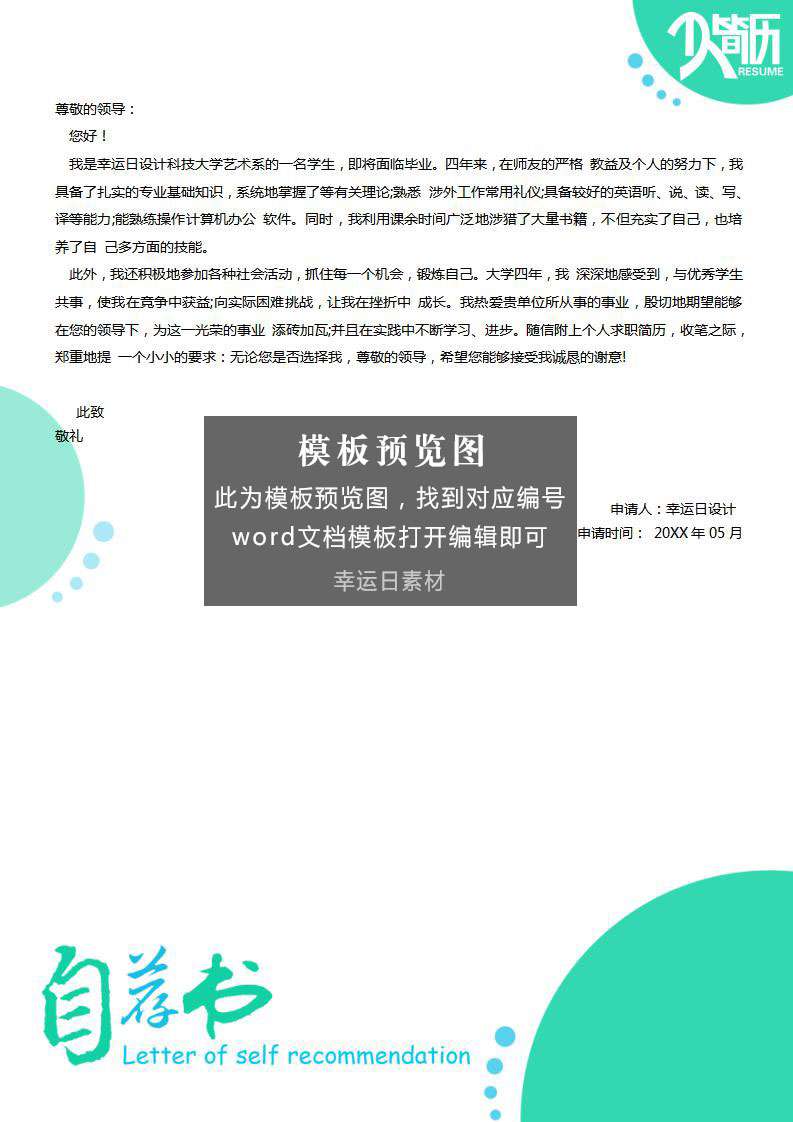 简历
RESUME
尊敬的领导：
您好！
我是幸运日设计科技大学艺术系的一名学生，即将面临毕业。四年来，在师友的严格 教益及个人的努力下，我
具备了扎实的专业基础知识，系统地掌握了等有关理论;熟悉 涉外工作常用礼仪;具备较好的英语听、说、读、写、
译等能力;能熟练操作计算机办公 软件。同时，我利用课余时间广泛地涉猎了大量书籍，不但充实了自己，也培
养了自 己多方面的技能。
此外，我还积极地参加各种社会活动，抓住每一个机会，锻炼自己。大学四年，我 深深地感受到，与优秀学生
共事，使我在竞争中获益;向实际困难挑战，让我在挫折中 成长。我热爱贵单位所从事的事业，殷切地期望能够
在您的领导下，为这一光荣的事业 添砖加瓦;并且在实践中不断学习、进步。随信附上个人求职简历，收笔之际，
郑重地提 一个小小的要求：无论您是否选择我，尊敬的领导，希望您能够接受我诚恳的谢意!
此致
敬礼
模板预览图
此为模板预览图，找到对应编号
word文档模板打开编辑即可
幸运日素材
申请人：幸运日设计
申请时间： 20XX 年 05 月
自荐书
Letter of self recommendation